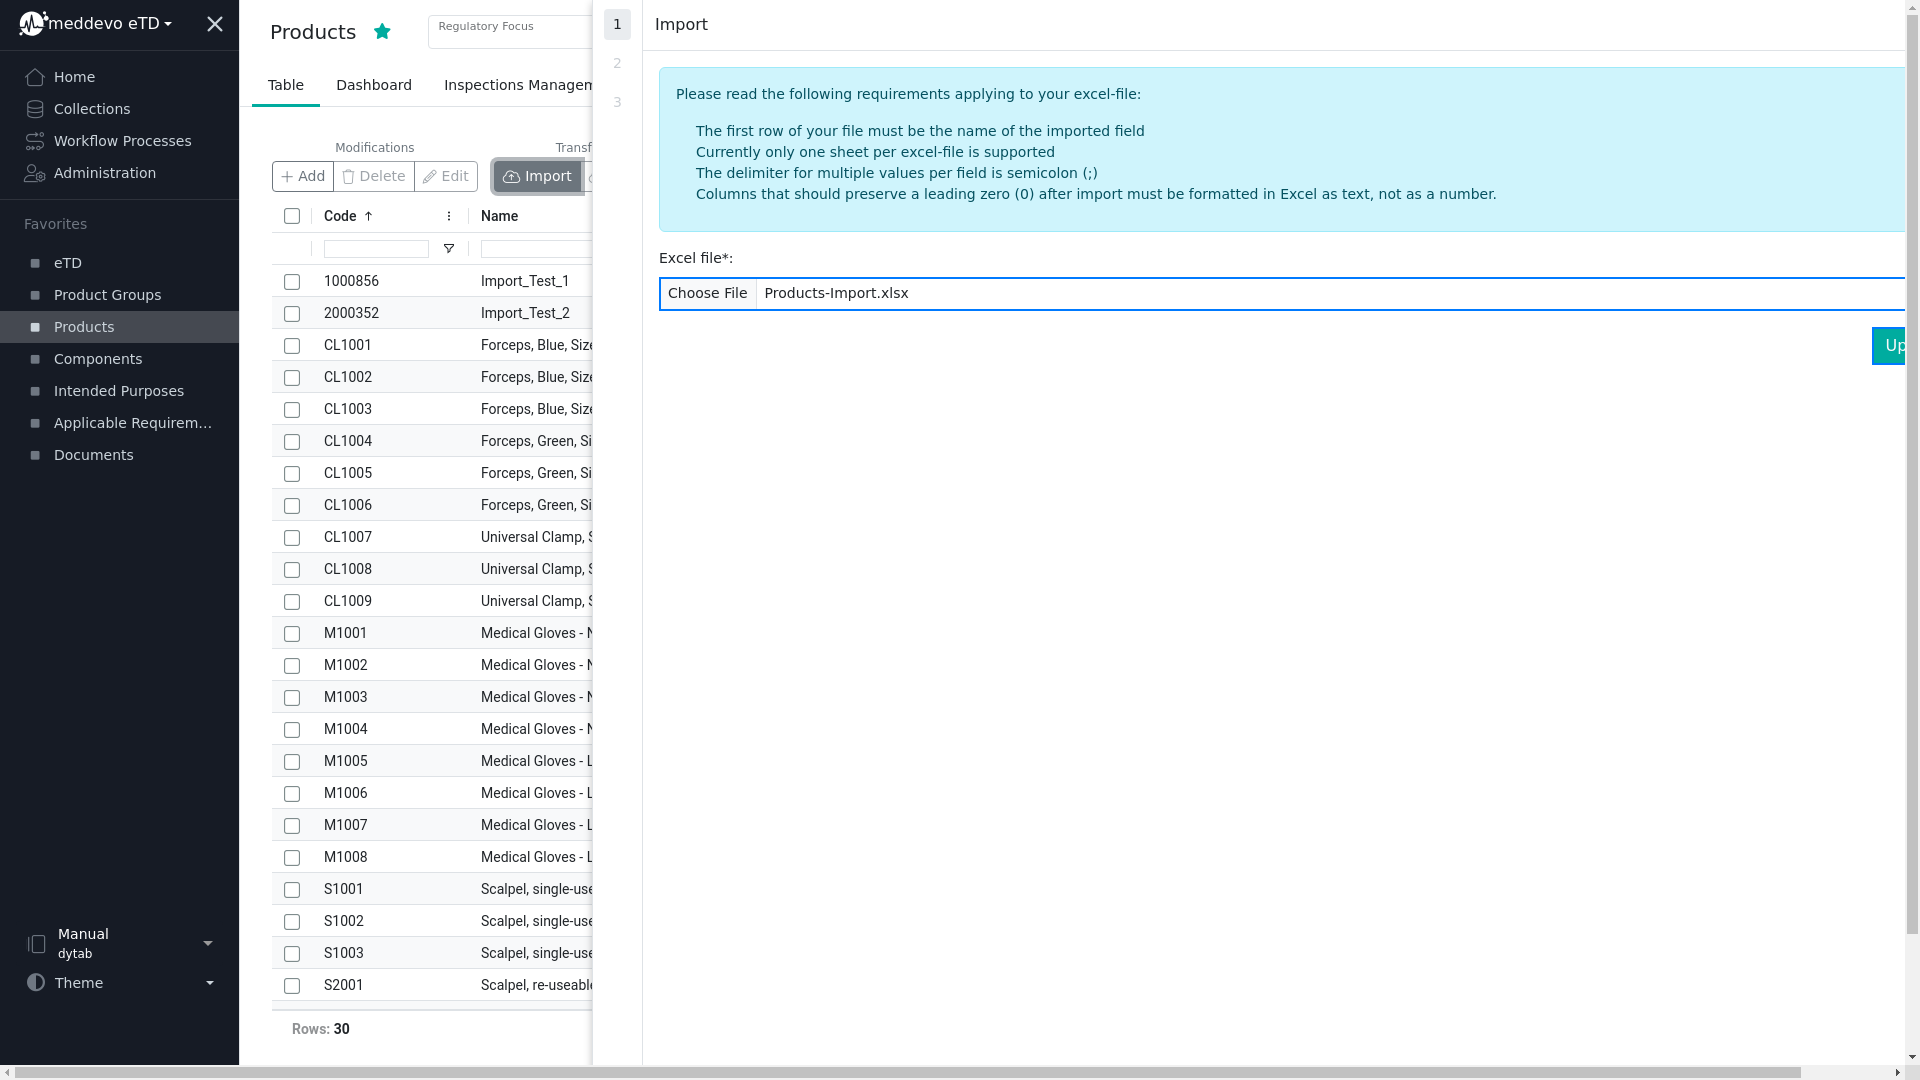 meddevo eTD
Home
Collections
Workflow Processes
Administration
Favorites
eTD
Product Groups
Products
Components
Intended Purposes
Applicable Requirem...
Documents
Manual
dytab
Theme
Products
Regulatory Focus
Table
Dashboard
Inspections Managem
Modifications
Transf
Add
Delete
Edit
Import
Code
Name
1000856 Import_Test_1
2000352 Import_Test_2
CL1001 Forceps, Blue, Size
CL1002 Forceps, Blue, Size
CL1003 Forceps, Blue, Size
CL1004 Forceps, Green, Si
CL1005 Forceps, Green, Si
CL1006 Forceps, Green, Si
CL1007 Universal Clamp, S
CL1008 Universal Clamp, S
CL1009 Universal Clamp, S
M1001 Medical Gloves - N
M1002 Medical Gloves - N
M1003 Medical Gloves - N
M1004 Medical Gloves - N
M1005 Medical Gloves - L
M1006 Medical Gloves - L
M1007 Medical Gloves - L
M1008 Medical Gloves - L
S1001 Scalpel, single-use
S1002 Scalpel, single-use
S1003 Scalpel, single-use
S2001 Scalpel, re-useable
Rows: 30
1
2
3
Import
Please read the following requirements applying to your excel-file:
The first row of your file must be the name of the imported field
Currently only one sheet per excel-file is supported
The delimiter for multiple values per field is semicolon (;)
Columns that should preserve a leading zero (0) after import must be formatted in Excel as text, not as a number.
Excel file*:
Choose File
Products-Import.xlsx
Up